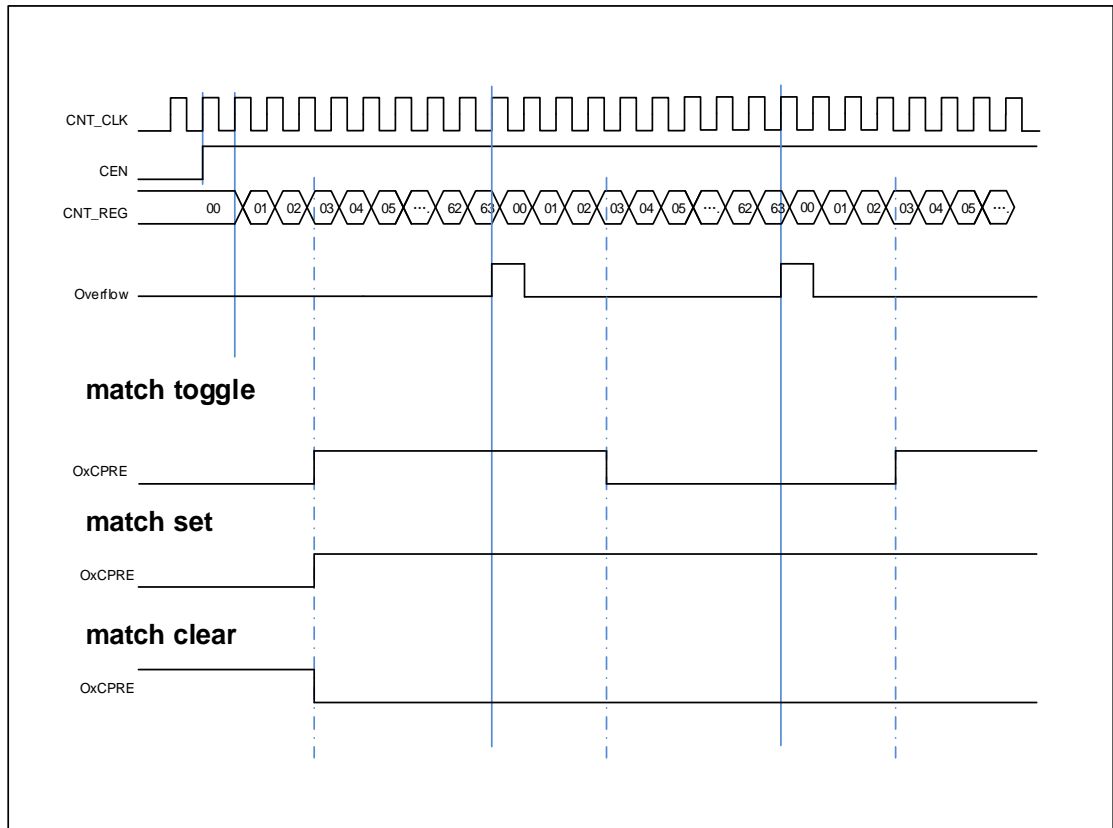 CNT_CLK
CEN
CNT_REG 00 01 02 03 04 05 ···. 62 63 00 01 02 03 04 05 ···. 62 63 00 01 02 03 04 05 ···.
Overflow
match toggle
OxCPRE
match set
OxCPRE
match clear
OxCPRE